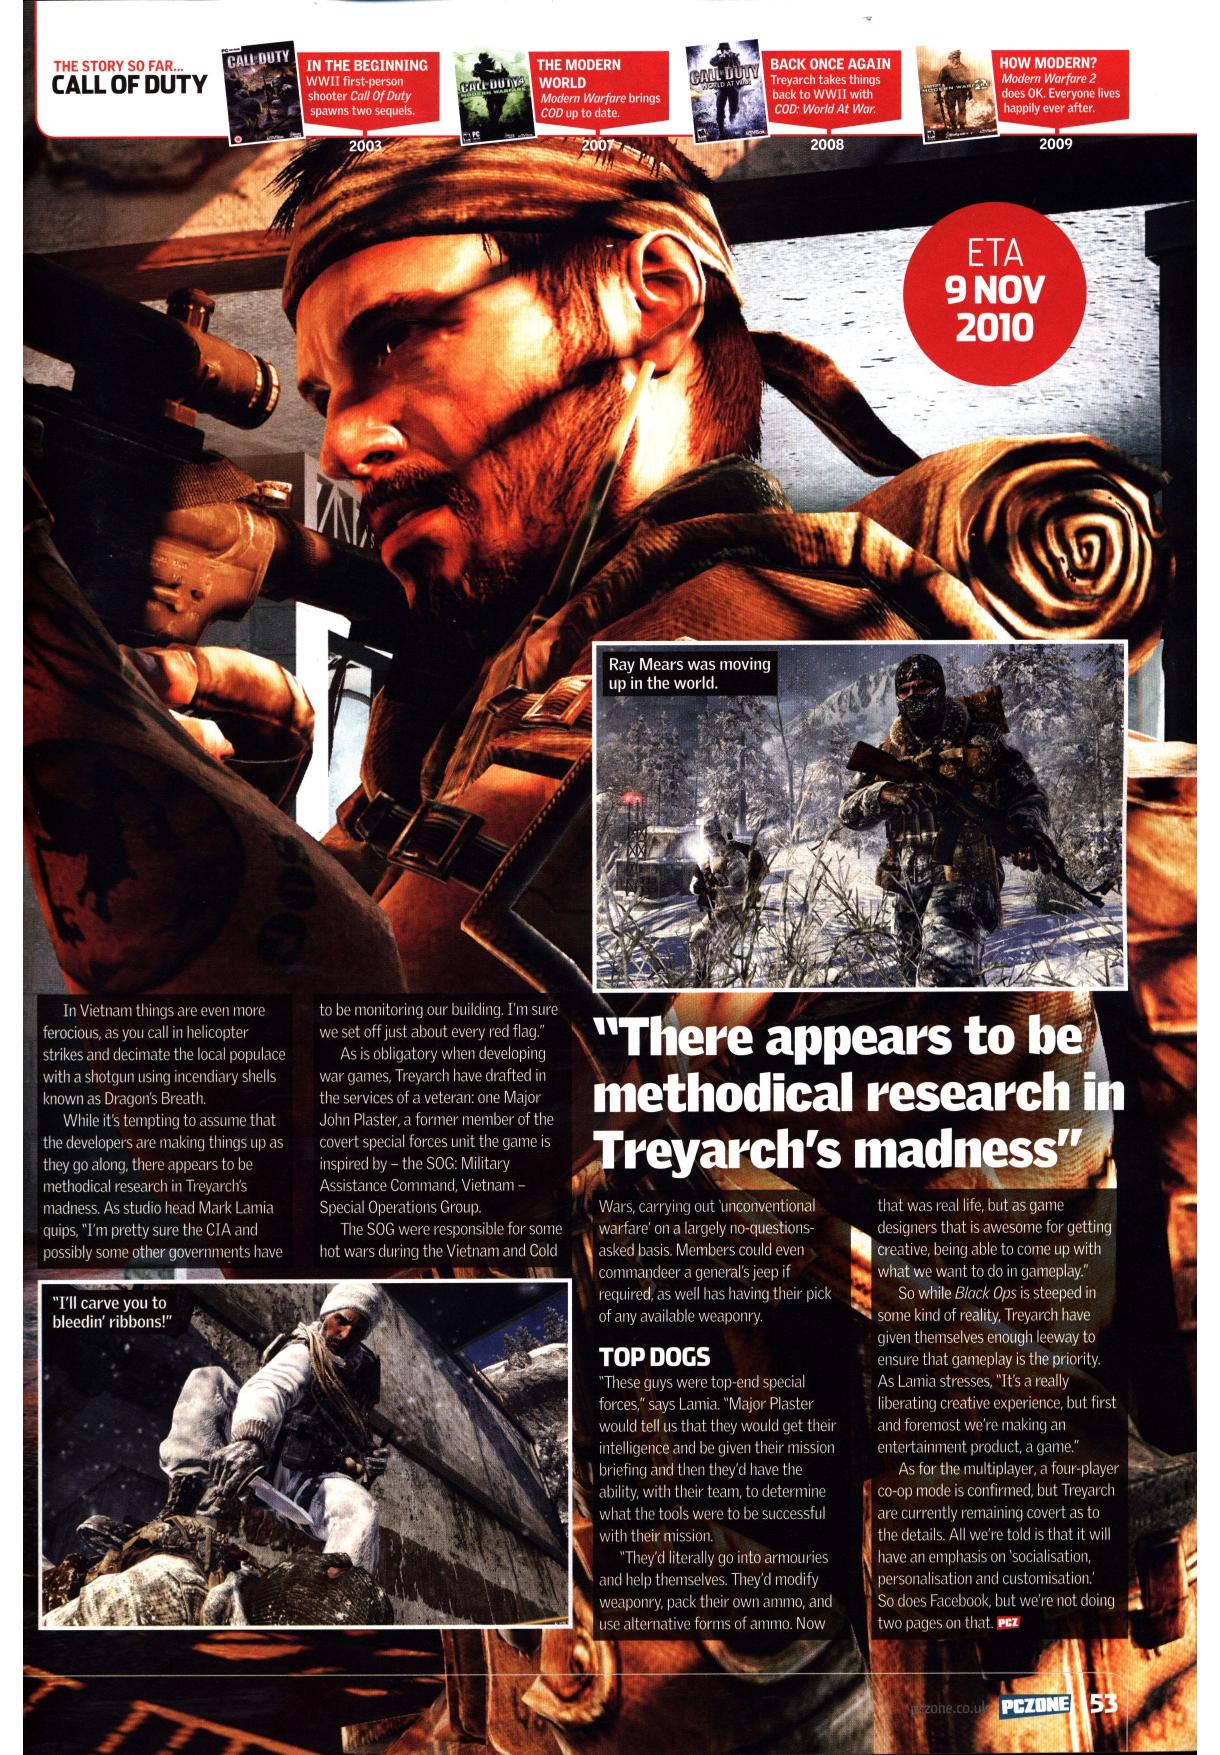 THE STORY SO FAR...
CALL OF DUTY
CALL OF DUTY
IN THE BEGINNING
WWII first-person
shooter Call Of Duty
spawns two sequels.
2003
CALL OF DUTY 4
MODERN WARFARE
THE MODERN
WORLD
Modern Warfare brings
COD up to date.
2007
CALL OF DUTY
WORLD AT WAR
BACK ONCE AGAIN
Treyarch takes things
back to WWII with
COD: World At War.
2008
HOW MODERN?
Modern Warfare 2
does OK. Everyone lives
happily ever after.
2009
ETA
9 NOV
2010
Ray Mears was moving
up in the world.
In Vietnam things are even more
ferocious, as you call in helicopter
strikes and decimate the local populace
with a shotgun using incendiary shells
known as Dragon's Breath.
While it's tempting to assume that
the developers are making things up as
they go along, there appears to be
methodical research in Treyarch's
madness. As studio head Mark Lamia
quips, "I'm pretty sure the CIA and
possibly some other governments have
to be monitoring our building. I'm sure
we set off just about every red flag."
As is obligatory when developing
war games, Treyarch have drafted in
the services of a veteran: one Major
John Plaster, a former member of the
covert special forces unit the game is
inspired by – the SOG: Military
Assistance Command, Vietnam –
Special Operations Group.
The SOG were responsible for some
hot wars during the Vietnam and Cold
"There appears to be
methodical research in
Treyarch's madness"
Wars, carrying out 'unconventional
warfare' on a largely no-questions-
asked basis. Members could even
commandeer a general's jeep if
required, as well has having their pick
of any available weaponry.
TOP DOGS
"These guys were top-end special
forces," says Lamia. "Major Plaster
would tell us that they would get their
intelligence and be given their mission
briefing and then they'd have the
ability, with their team, to determine
what the tools were to be successful
with their mission.
"They'd literally go into armouries
and help themselves. They'd modify
weaponry, pack their own ammo, and
use alternative forms of ammo. Now
that was real life, but as game
designers that is awesome for getting
creative, being able to come up with
what we want to do in gameplay."
So while Black Ops is steeped in
some kind of reality, Treyarch have
given themselves enough leeway to
ensure that gameplay is the priority.
As Lamia stresses, "It's a really
liberating creative experience, but first
and foremost we're making an
entertainment product, a game."
As for the multiplayer, a four-player
co-op mode is confirmed, but Treyarch
are currently remaining covert as to
the details. All we're told is that it will
have an emphasis on 'socialisation,
personalisation and customisation.'
So does Facebook, but we're not doing
two pages on that. PCZ
"I'll carve you to
bleedin' ribbons!"
pczone.co.uk PCZONE 53